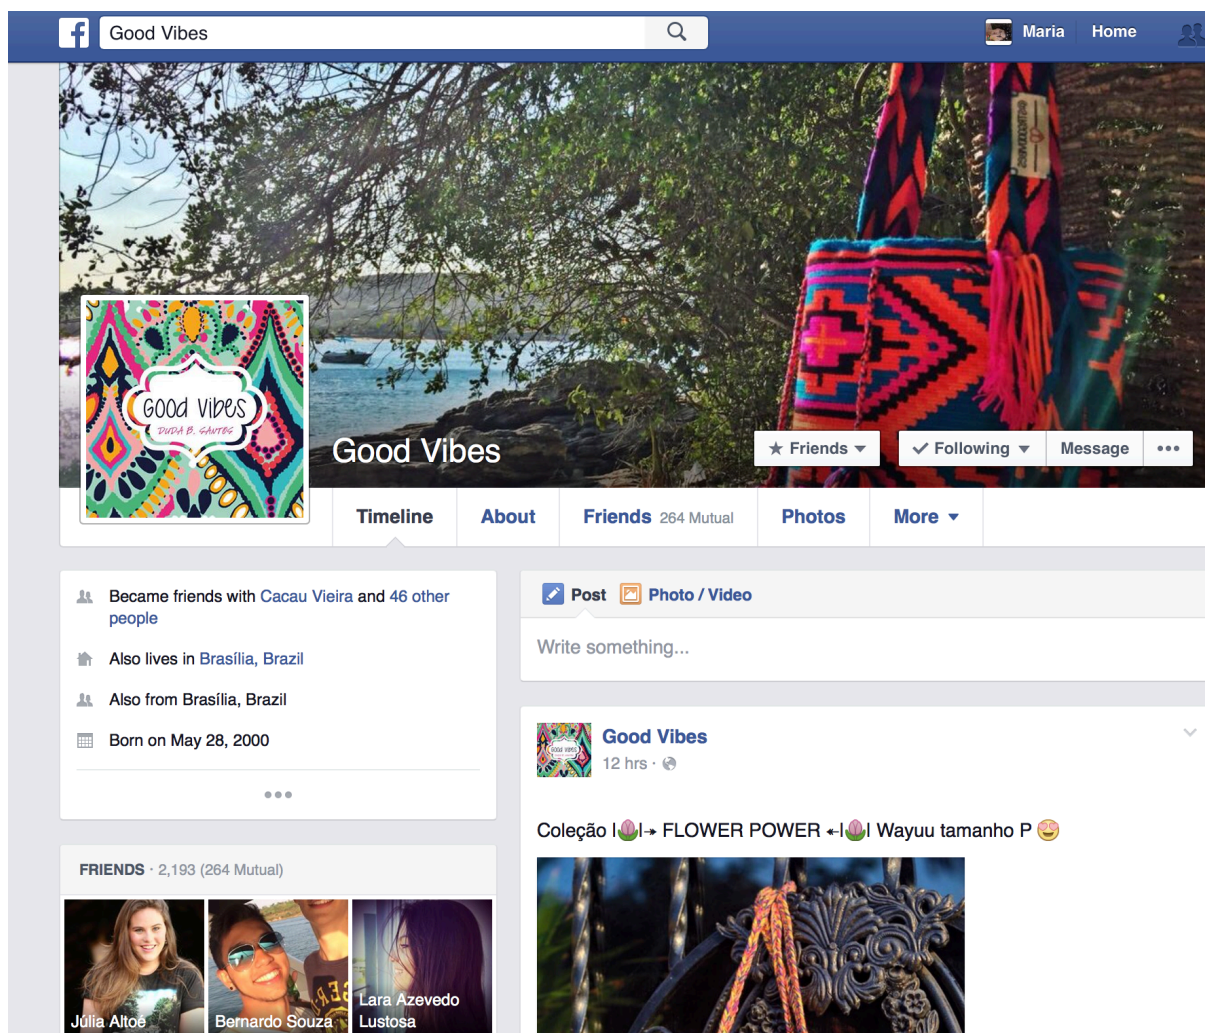 Good Vibes
Maria
Home
GOOD VIBES
DUDA B. SANTOS
Good Vibes
Friends
Following
Message
Timeline
About
Friends 264 Mutual
Photos
More
Became friends with Cacau Vieira and 46 other
people
Also lives in Brasília, Brazil
Also from Brasília, Brazil
Born on May 28, 2000
FRIENDS · 2,193 (264 Mutual)
Júlia Altoé
Bernardo Souza
Lara Azevedo
Lustosa
Post
Photo / Video
Write something...
GOOD VIBES
Good Vibes
12 hrs ·
Coleção I🌷I➛ FLOWER POWER ➛I🌷I Wayuu tamanho P 😍